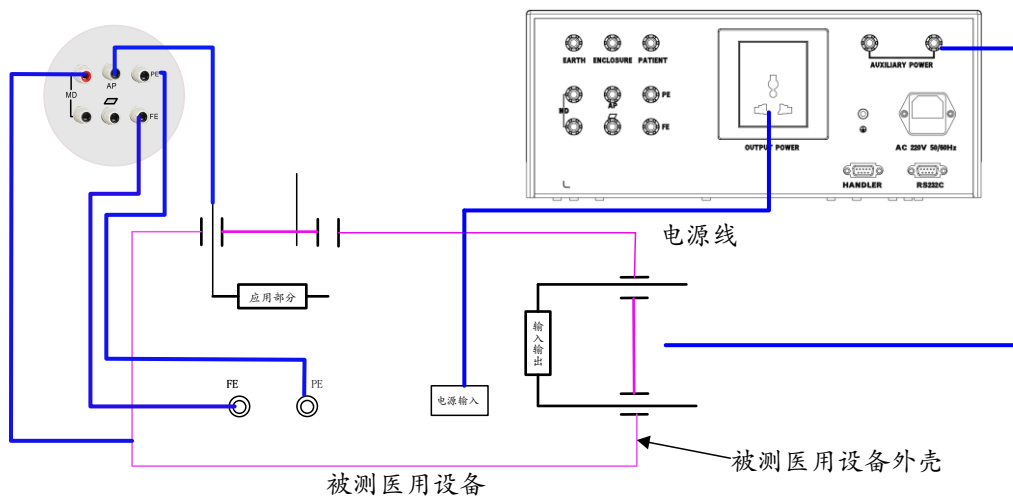 MD
AP
PE
FE
EARTH ENCLOSURE PATIENT
MD
AP
PE
FE
OUTPUT POWER
AUXILIARY POWER
AC 220V 50/60Hz
HANDLER
RS232C
电源线
应用部分
输入输出
FE
PE
电源输入
被测医用设备外壳
被测医用设备